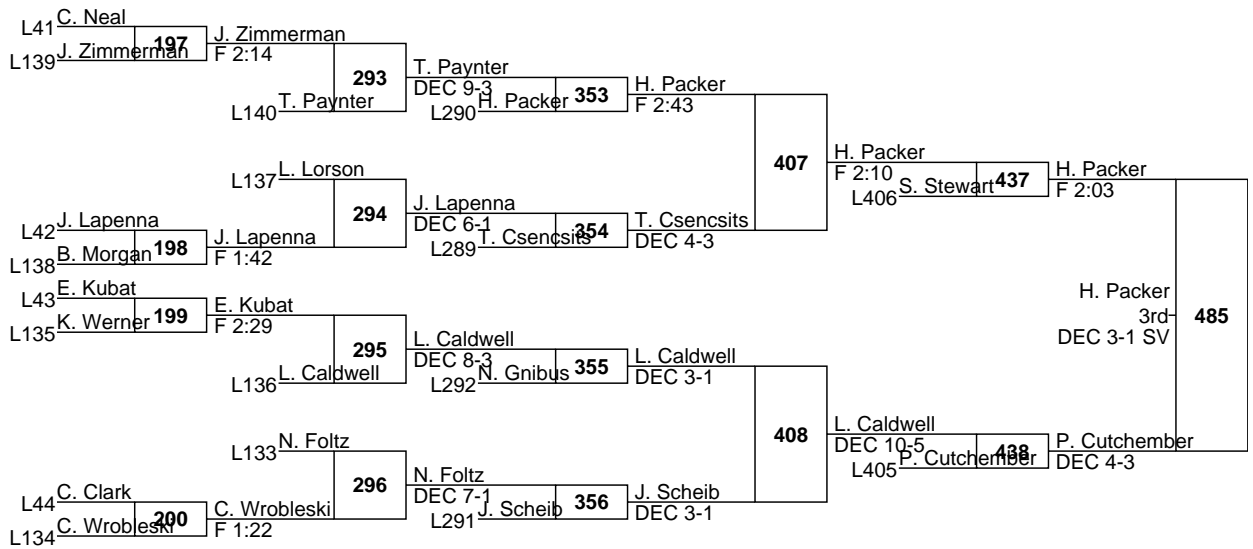 L41 C. Neal
197
L139 J. Zimmerman
J. Zimmerman
F 2:14
293
L140 T. Paynter
T. Paynter
DEC 9-3
L290 H. Packer
353
H. Packer
F 2:43
L137 L. Lorson
294
L42 J. Lapenna
198
L138 B. Morgan
J. Lapenna
F 1:42
J. Lapenna
DEC 6-1
L289 T. Csencsits
354
T. Csencsits
DEC 4-3
407
H. Packer
F 2:10
L406 S. Stewart
437
H. Packer
F 2:03
L43 E. Kubat
199
L135 K. Werner
E. Kubat
F 2:29
295
L136 L. Caldwell
L. Caldwell
DEC 8-3
L292 N. Gnibus
355
L. Caldwell
DEC 3-1
L133 N. Foltz
296
L44 C. Clark
200
L134 C. Wrobleski
C. Wrobleski
F 1:22
N. Foltz
DEC 7-1
L291 J. Scheib
356
J. Scheib
DEC 3-1
408
L. Caldwell
DEC 10-5
L405 P. Cutchember
438
P. Cutchember
DEC 4-3
H. Packer
3rd
DEC 3-1 SV
485